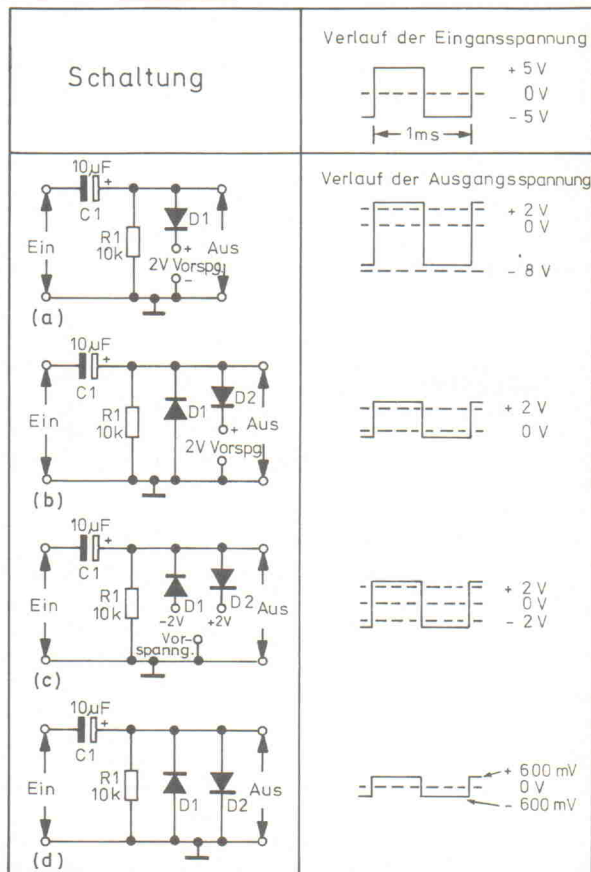 Schaltung
Verlauf der Eingansspannung
+ 5 V
0 V
- 5 V
1ms
Verlauf der Ausgangsspannung
10µF
+
C1
R1
10k
D1
+
2V Vorspg
-
Ein
Aus
(a)
+ 2 V
0 V
- 8 V
10µF
+
C1
R1
10k
D1
D2
+
2V Vorspg
Ein
Aus
(b)
+ 2 V
0 V
10µF
+
C1
R1
10k
D1
D2
-2V
+2V
Vor-
spanng.
Ein
Aus
(c)
+ 2 V
0 V
- 2 V
10µF
+
C1
R1
10k
D1
D2
Ein
Aus
(d)
+ 600 mV
0 V
- 600 mV